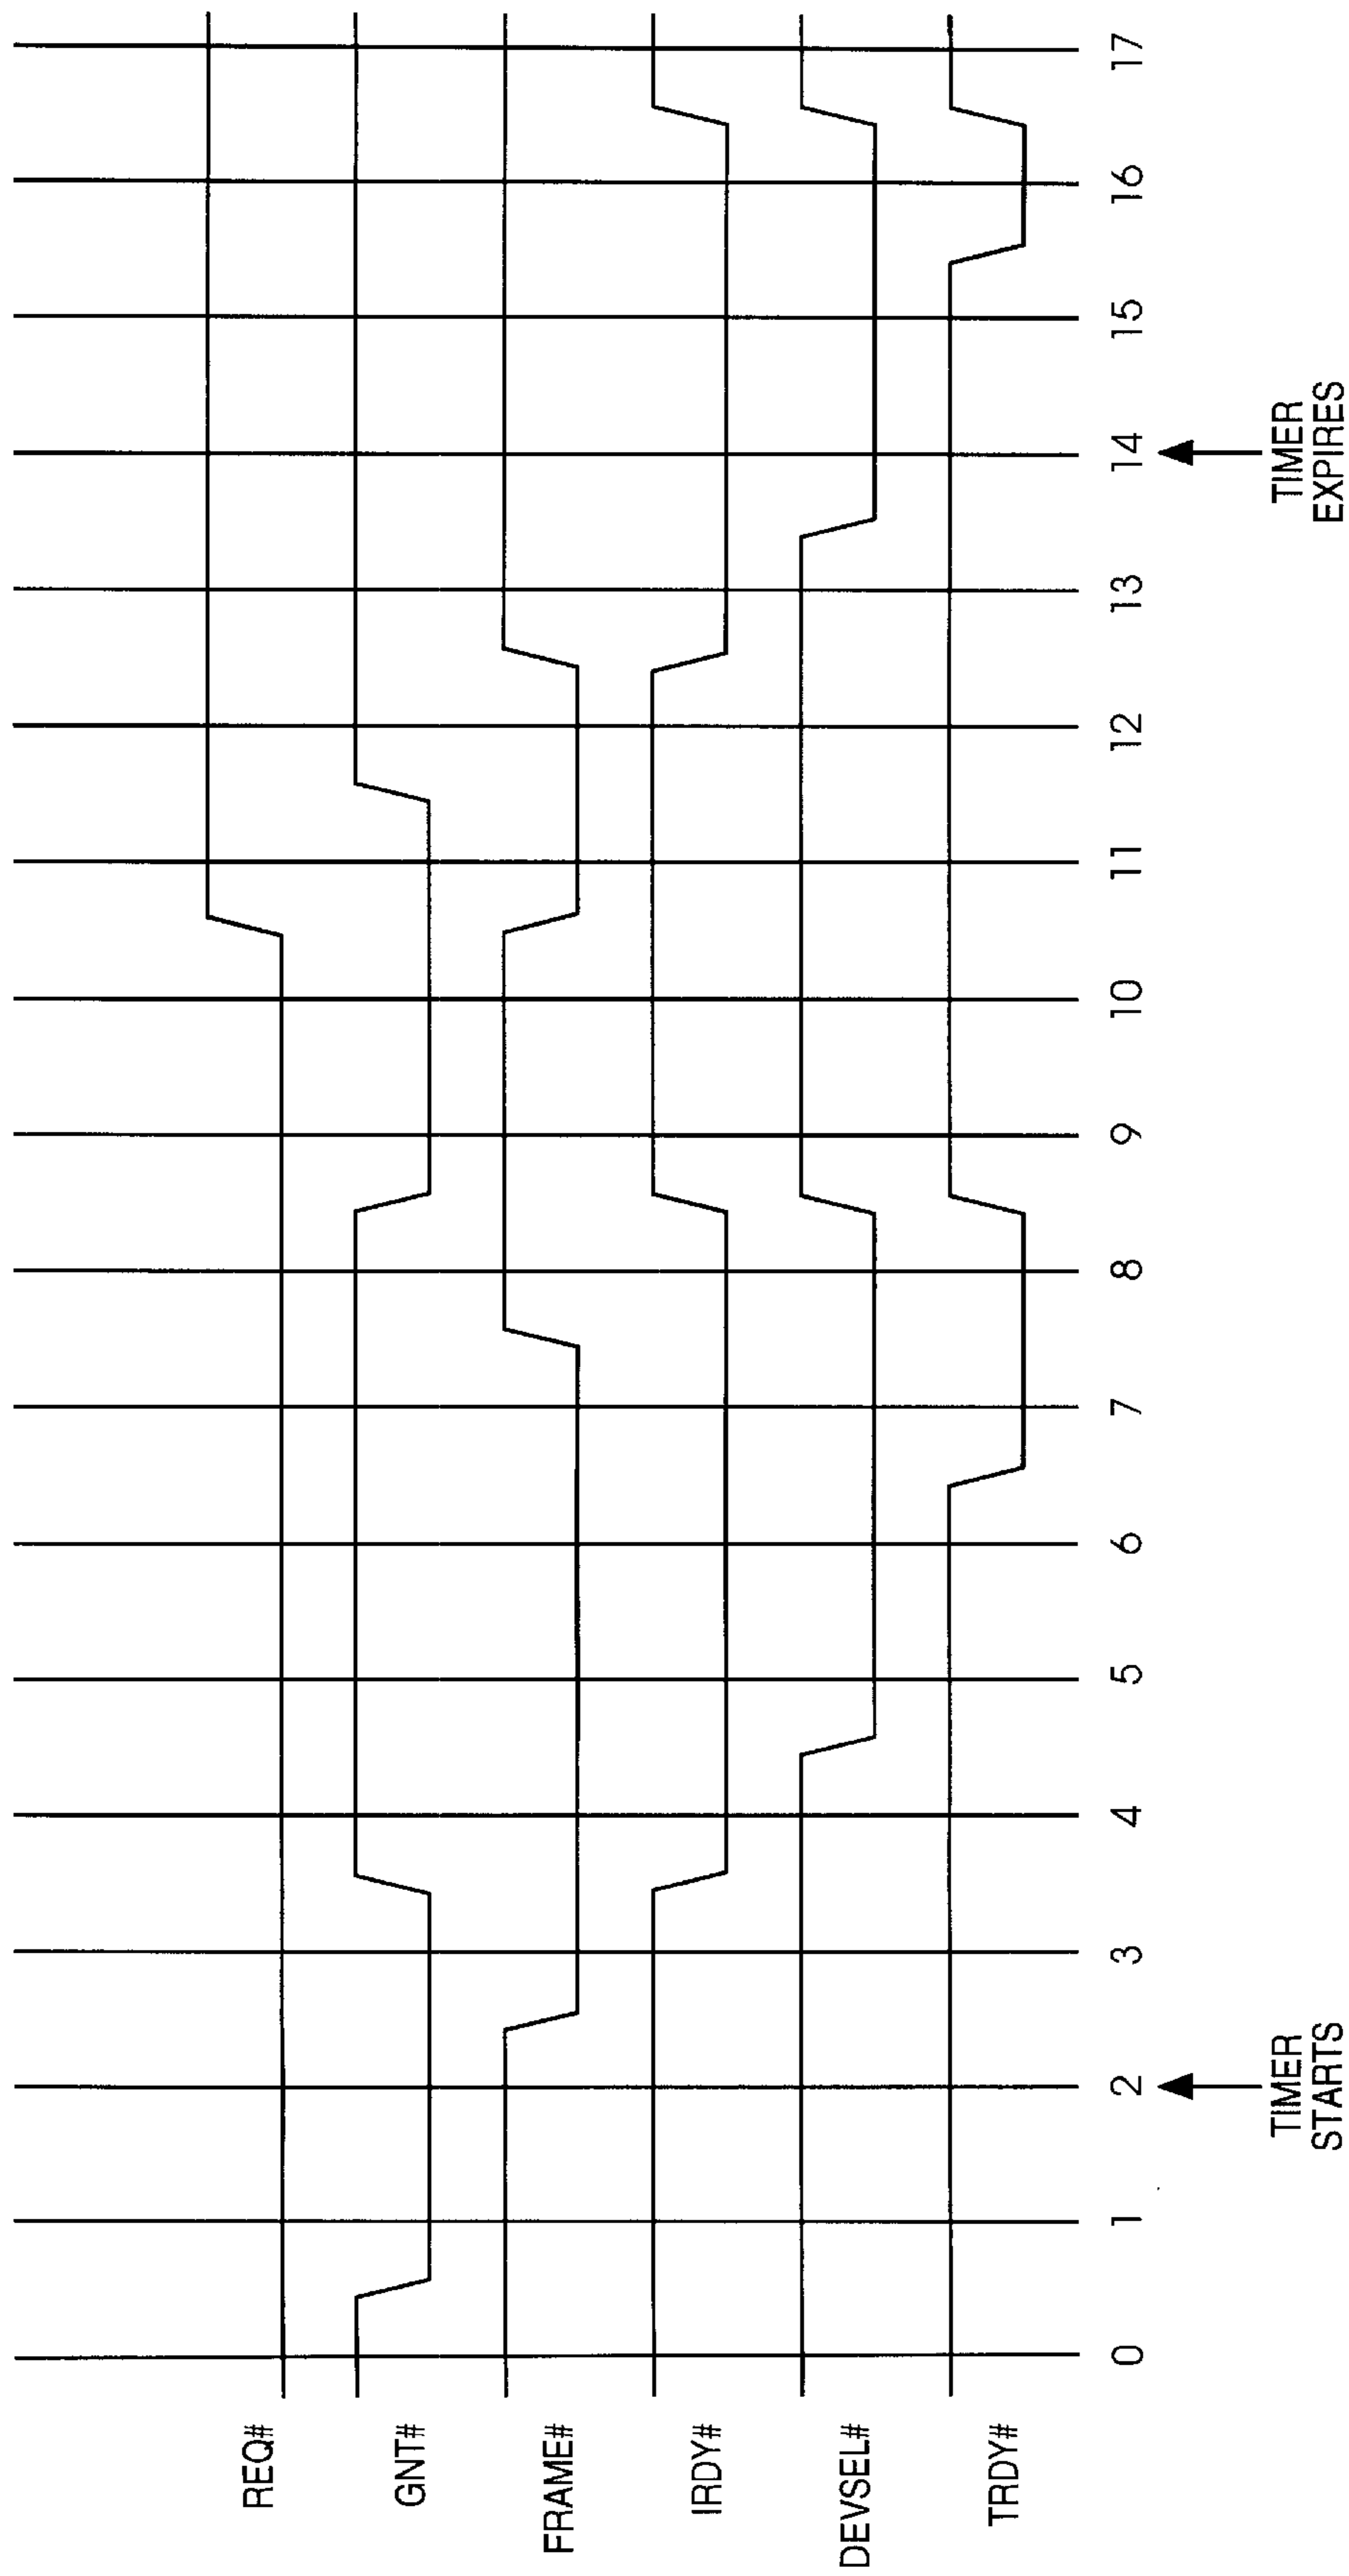 REQ#
GNT#
FRAME#
IRDY#
DEVSEL#
TRDY#
0 1 2 3 4 5 6 7 8 9 10 11 12 13 14 15 16 17
TIMER
STARTS
TIMER
EXPIRES